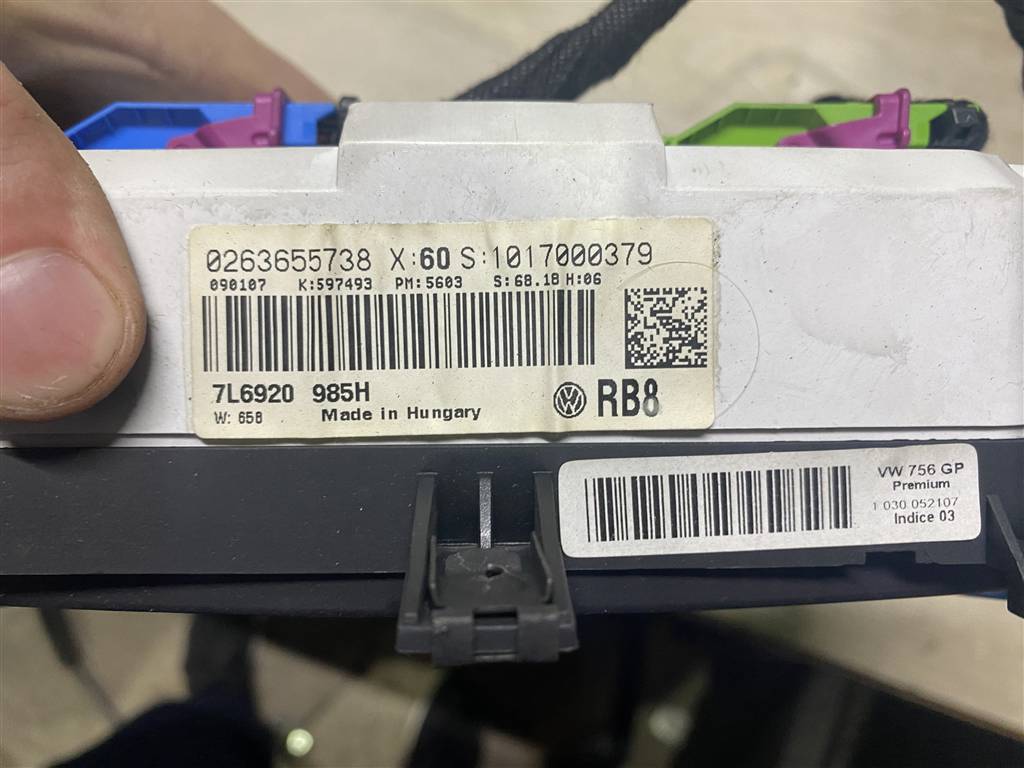 0263655738 X:60 S:1017000379
090107 K:597493 PM:5603 S:68.18 H:06
7L6920 985H
W: 658 Made in Hungary
RB8
VW 756 GP
Premium
1 030 052107
Indice 03